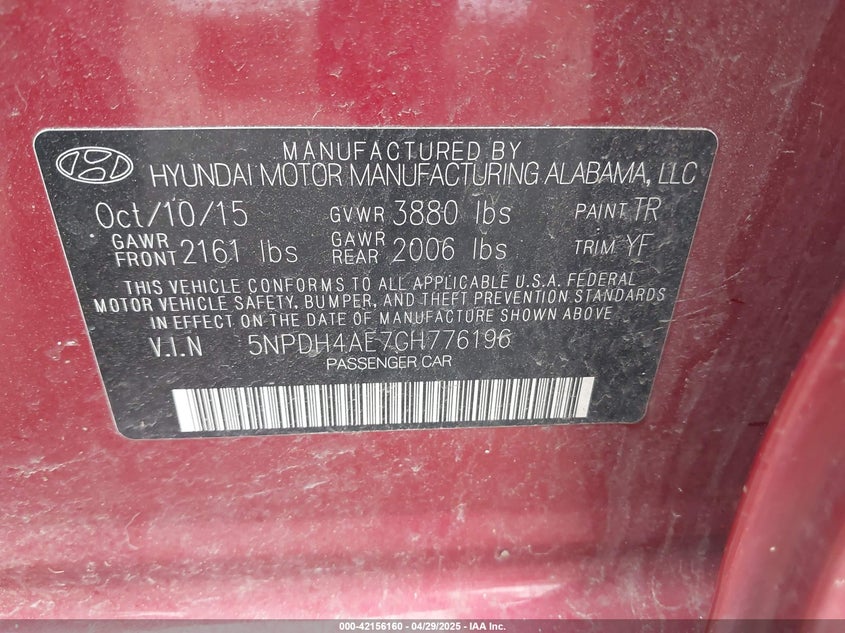 MANUFACTURED BY
HYUNDAI MOTOR MANUFACTURING ALABAMA, LLC
Oct/10/15 GVWR 3880 lbs PAINT TR
GAWR FRONT 2161 lbs GAWR REAR 2006 lbs TRIM YF
THIS VEHICLE CONFORMS TO ALL APPLICABLE U.S.A. FEDERAL
MOTOR VEHICLE SAFETY, BUMPER, AND THEFT PREVENTION STANDARDS
IN EFFECT ON THE DATE OF MANUFACTURE SHOWN ABOVE.
V.I.N 5NPDH4AE7GH776196
PASSENGER CAR
000-42156160 - 04/29/2025 - IAA Inc.